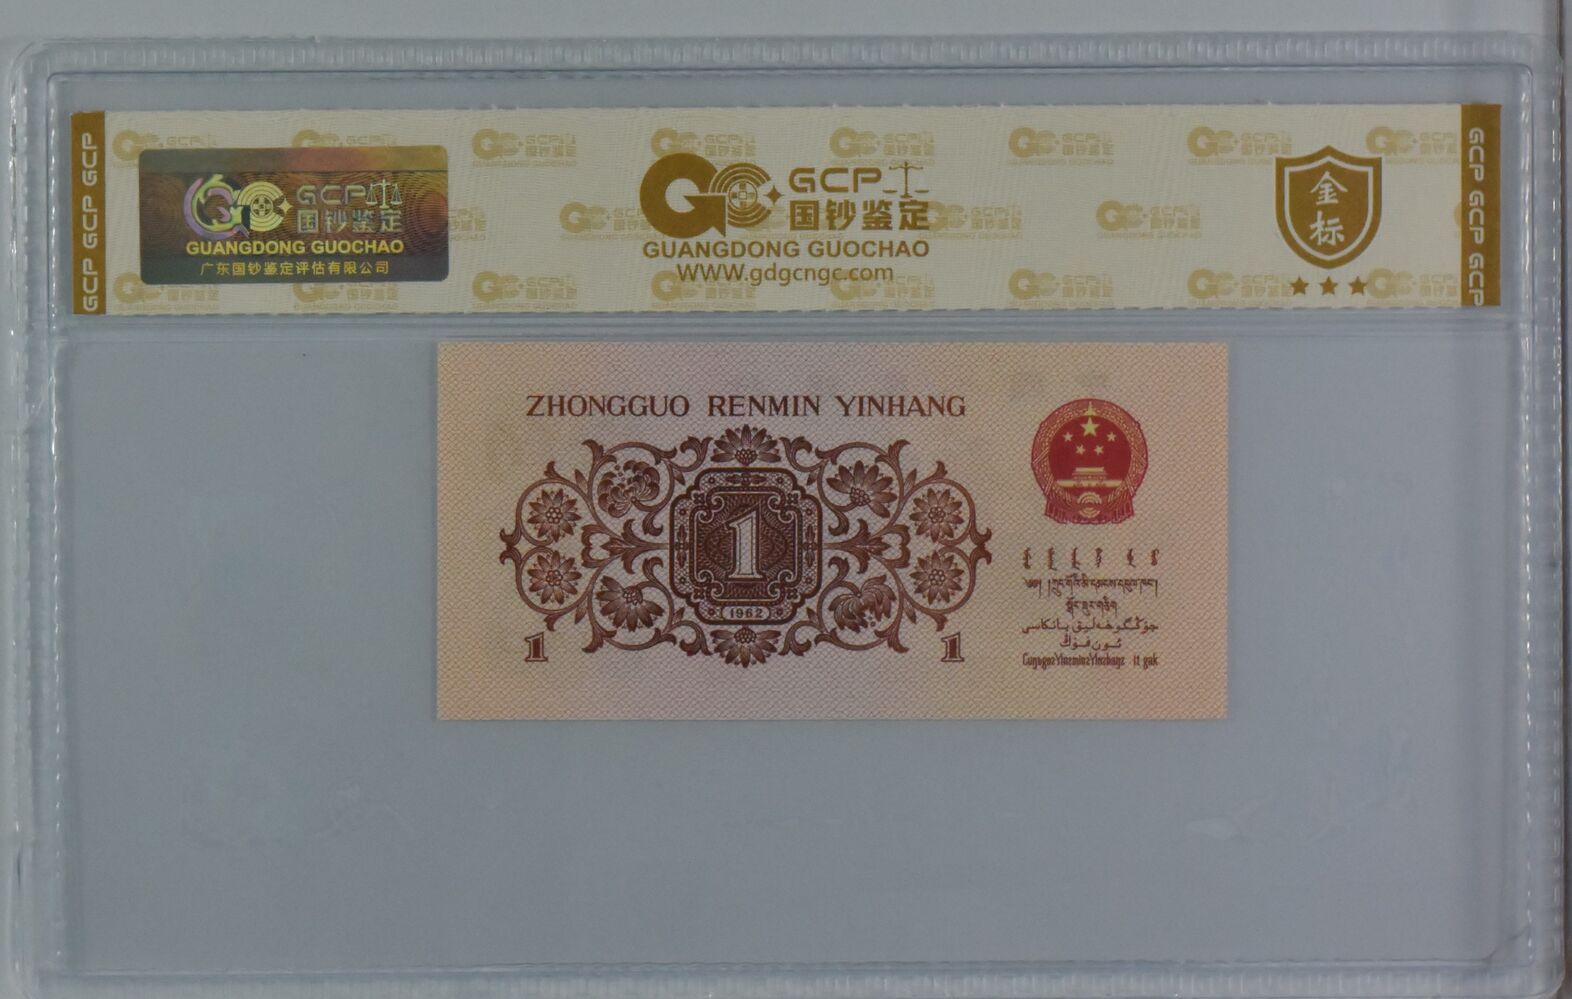 GCP GCP GCP
GCP
国钞鉴定
GUANGDONG GUOCHAO
广东国钞鉴定评估有限公司
GCP
国钞鉴定
GUANGDONG GUOCHAO
WWW.gdgcngc.com
金
标
GCP GCP GCP
ZHONGGUO RENMIN YINHANG
1
1962
1
1